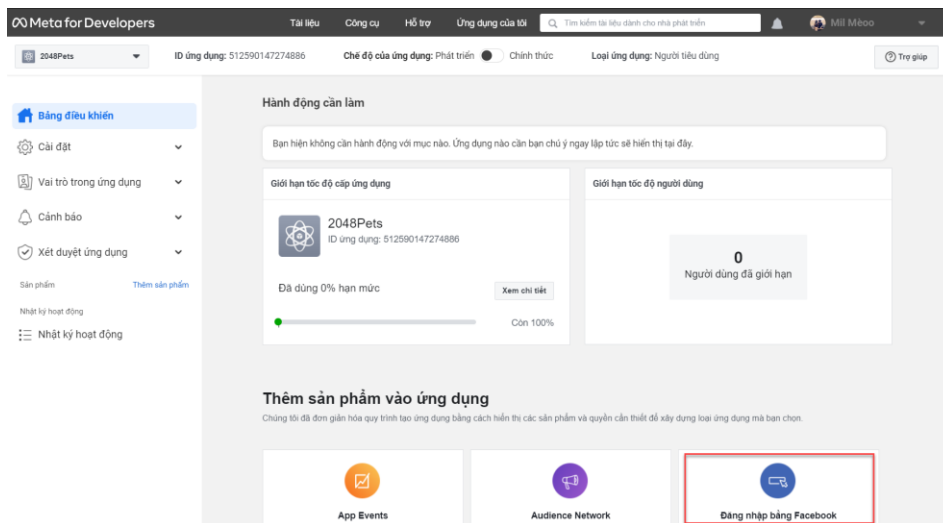 Meta for Developers
Tài liệu Công cụ Hỗ trợ Ứng dụng của tôi Tìm kiếm tài liệu dành cho nhà phát triển Mil Mèoo
2048Pets ID ứng dụng: 512590147274886 Chế độ của ứng dụng: Phát triển Chính thức Loại ứng dụng: Người tiêu dùng Trợ giúp
Bảng điều khiển
Cài đặt
Vai trò trong ứng dụng
Cảnh báo
Xét duyệt ứng dụng
Sản phẩm Thêm sản phẩm
Nhật ký hoạt động
Nhật ký hoạt động
Hành động cần làm
Bạn hiện không cần hành động với mục nào. Ứng dụng nào cần bạn chú ý ngay lập tức sẽ hiển thị tại đây.
Giới hạn tốc độ cấp ứng dụng
2048Pets
ID ứng dụng: 512590147274886
Đã dùng 0% hạn mức Xem chi tiết
Còn 100%
Giới hạn tốc độ người dùng
0
Người dùng đã giới hạn
Thêm sản phẩm vào ứng dụng
Chúng tôi đã đơn giản hóa quy trình tạo ứng dụng bằng cách hiển thị các sản phẩm và quyền cần thiết để xây dựng loại ứng dụng mà bạn chọn.
App Events Audience Network Đăng nhập bằng Facebook